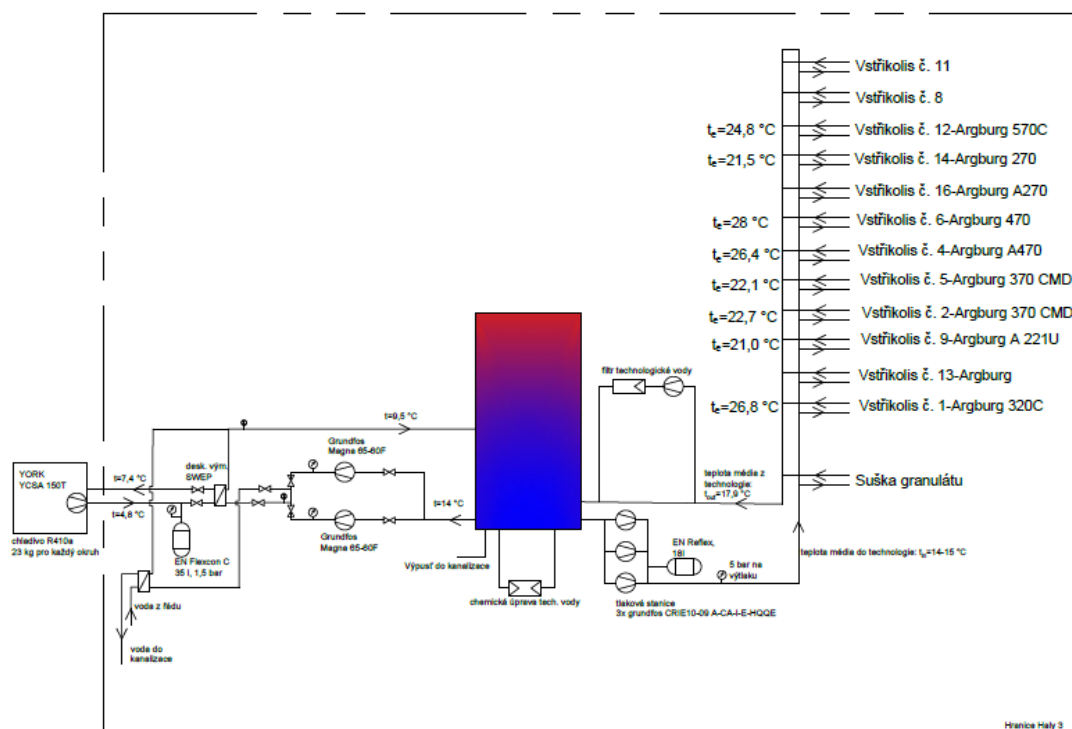 Vstřikolis č. 11
Vstřikolis č. 8
tₑ=24,8 °C
Vstřikolis č. 12-Argburg 570C
tₑ=21,5 °C
Vstřikolis č. 14-Argburg 270
Vstřikolis č. 16-Argburg A270
tₑ=28 °C
Vstřikolis č. 6-Argburg 470
tₑ=26,4 °C
Vstřikolis č. 4-Argburg A470
tₑ=22,1 °C
Vstřikolis č. 5-Argburg 370 CMD
tₑ=22,7 °C
Vstřikolis č. 2-Argburg 370 CMD
tₑ=21,0 °C
Vstřikolis č. 9-Argburg A 221U
filtr technologické vody
Vstřikolis č. 13-Argburg
tₑ=26,8 °C
Vstřikolis č. 1-Argburg 320C
t=9,5 °C
Grundfos
Magna 65-60F
YORK
YCSA 150T
t=7,4 °C
desk. vým.
SWEP
teplota média z
technologie:
tout=17,9 °C
Suška granulátu
t=4,8 °C
t=14 °C
chladivo R410a
23 kg pro každý okruh
EN Flexcon C
35 l, 1,5 bar
Grundfos
Magna 65-60F
Výpusť do kanalizace
EN Reflex,
18l
5 bar na
výtlaku
teplota média do technologie: tin=14-15 °C
voda z řádu
chemická úprava tech. vody
tlaková stanice
3x grundfos CRIE10-09 A-CA-I-E-HQQE
voda do
kanalizace
Hranice Haly 3